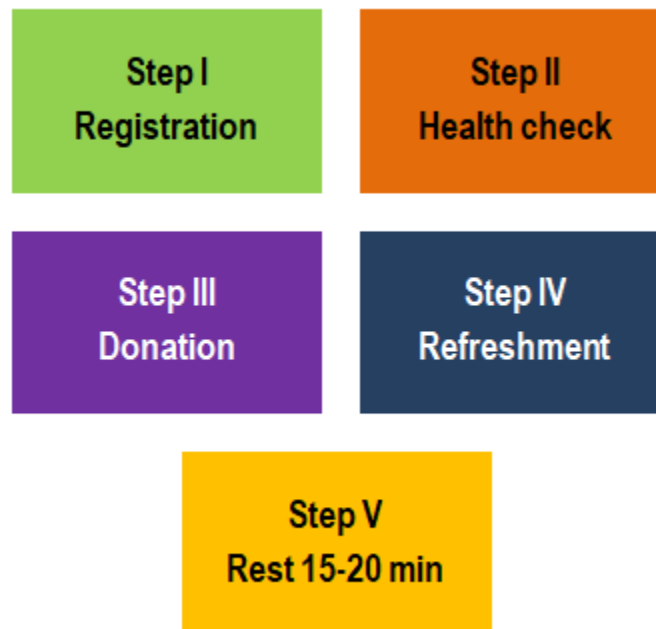 Step I
Registration
Step II
Health check
Step III
Donation
Step IV
Refreshment
Step V
Rest 15-20 min